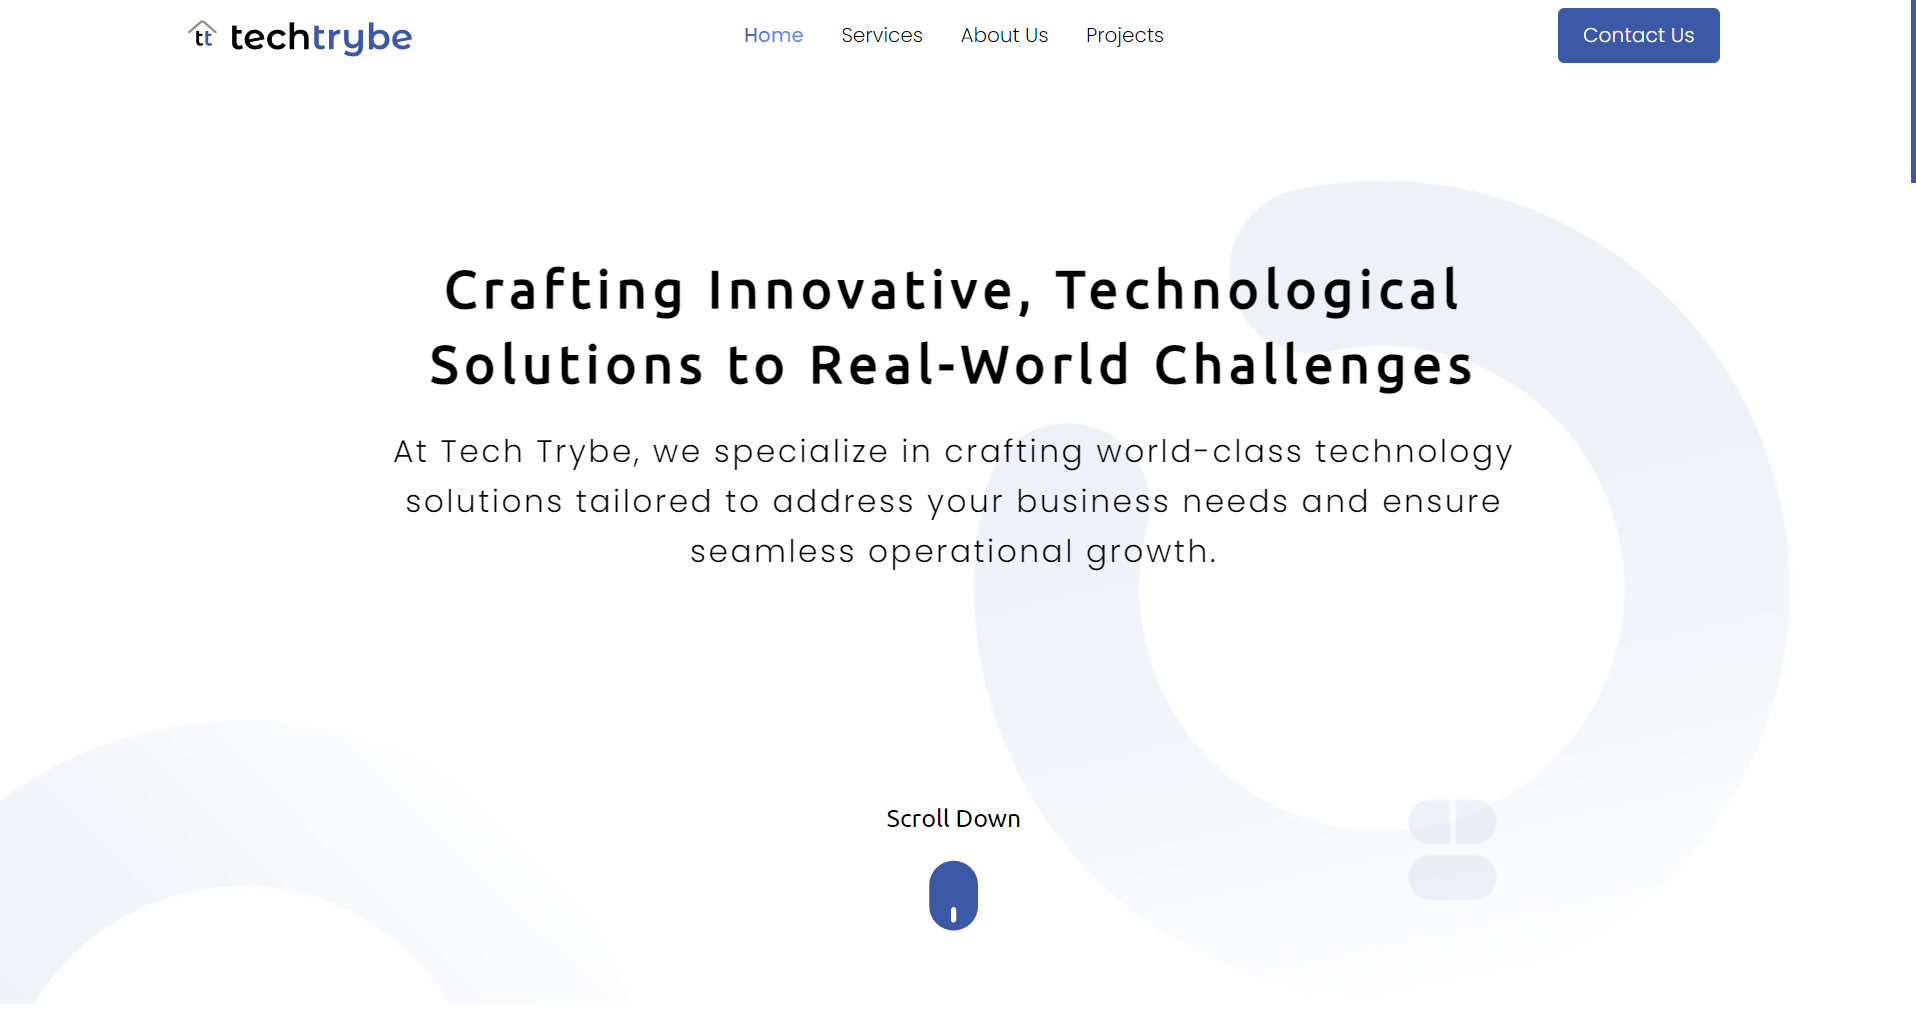 tt techtrybe
Home Services About Us Projects
Contact Us
Crafting Innovative, Technological
Solutions to Real-World Challenges
At Tech Trybe, we specialize in crafting world-class technology
solutions tailored to address your business needs and ensure
seamless operational growth.
Scroll Down